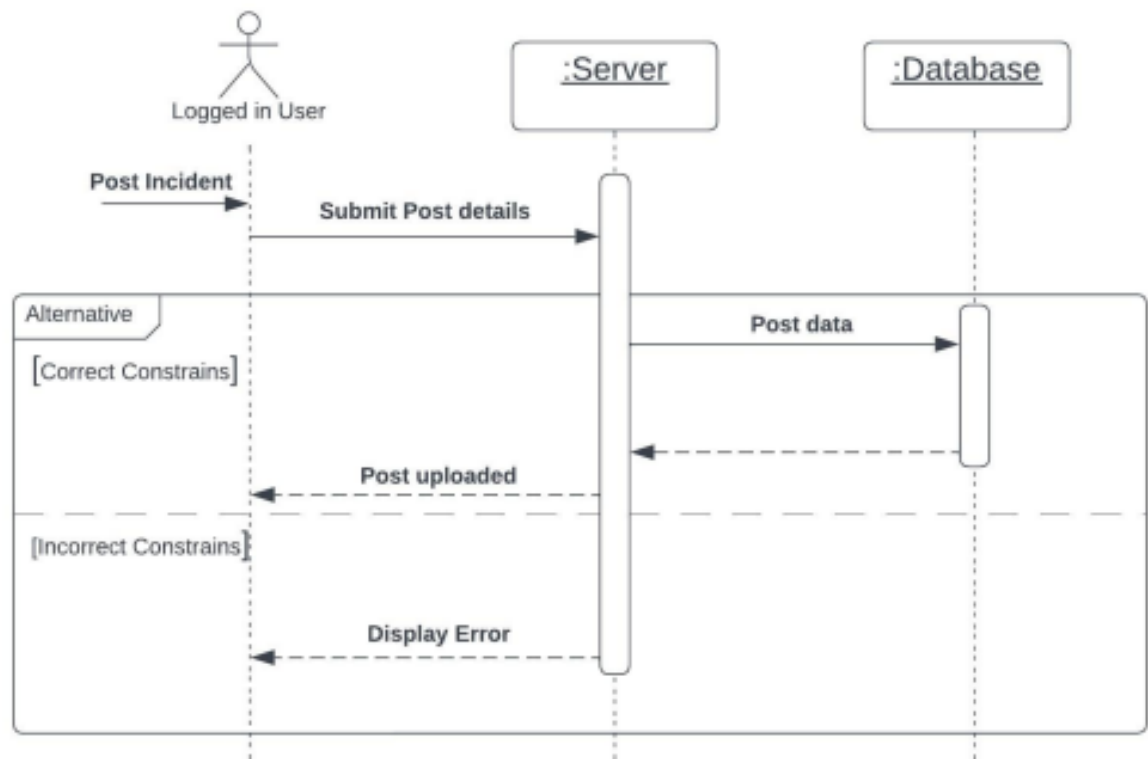 Logged in User
:Server
:Database
Post Incident
Submit Post details
Alternative
[Correct Constrains]
Post data
Post uploaded
[Incorrect Constrains]
Display Error